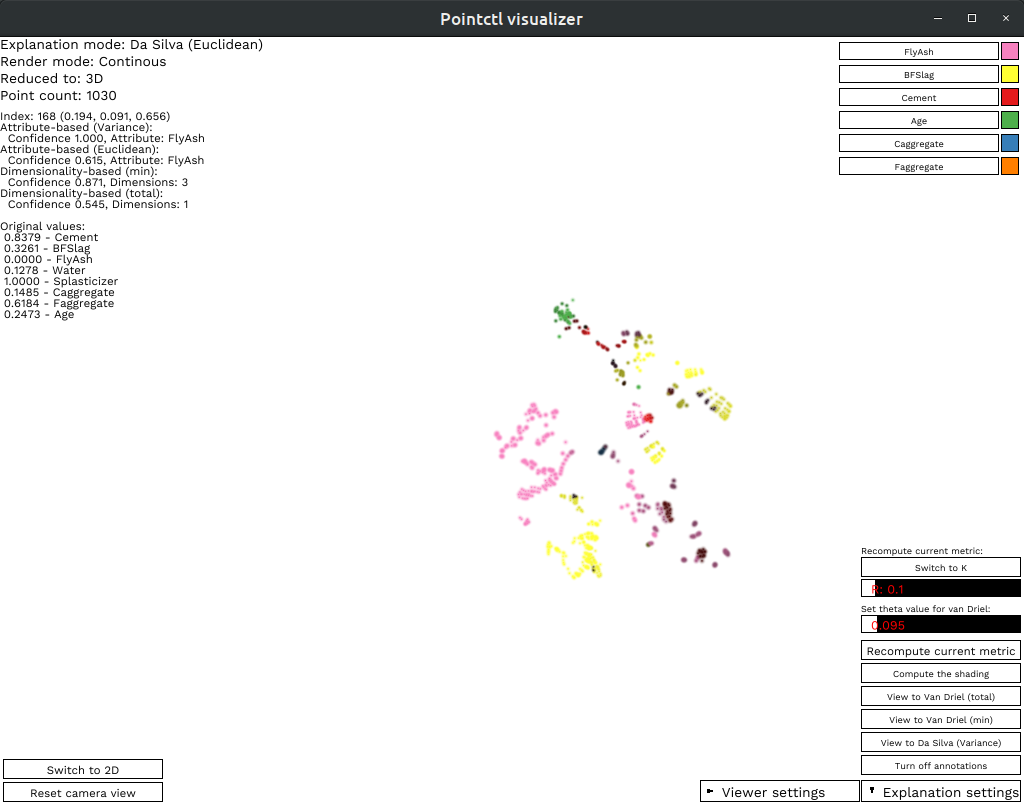 Pointctl visualizer
Explanation mode: Da Silva (Euclidean)
Render mode: Continous
Reduced to: 3D
Point count: 1030
Index: 168 (0.194, 0.091, 0.656)
Attribute-based (Variance):
Confidence 1.000, Attribute: FlyAsh
Attribute-based (Euclidean):
Confidence 0.615, Attribute: FlyAsh
Dimensionality-based (min):
Confidence 0.871, Dimensions: 3
Dimensionality-based (total):
Confidence 0.545, Dimensions: 1
Original values:
0.8379 - Cement
0.3261 - BFSlag
0.0000 - FlyAsh
0.1278 - Water
1.0000 - Splasticizer
0.1485 - Caggregate
0.6184 - Faggregate
0.2473 - Age
FlyAsh
BFSlag
Cement
Age
Caggregate
Faggregate
Recompute current metric:
Switch to K
R: 0.1
Set theta value for van Driel:
0.095
Recompute current metric
Compute the shading
View to Van Driel (total)
View to Van Driel (min)
View to Da Silva (Variance)
Turn off annotations
Switch to 2D
Reset camera view
Viewer settings
Explanation settings